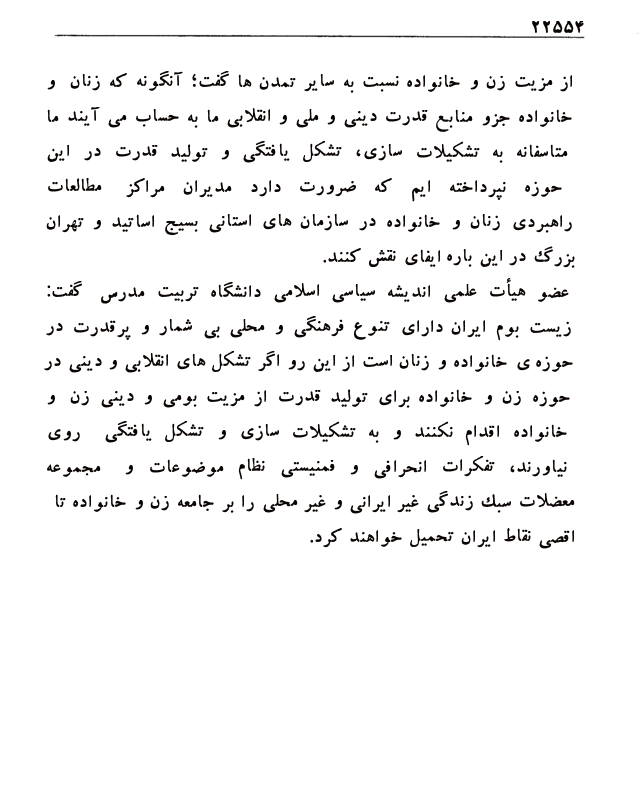 ۲۲۵۵۴
از مزیت زن و خانواده نسبت به سایر تمدن ها گفت؛ آنگونه که زنان و
خانواده جزو منابع قدرت دینی و ملی و انقلابی ما به حساب می آیند ما
متاسفانه به تشکیلات سازی، تشکل یافتگی و تولید قدرت در این
حوزه نپرداخته ایم که ضرورت دارد مدیران مراکز مطالعات
راهبردی زنان و خانواده در سازمان های استانی بسیج اساتید و تهران
بزرگ در این باره ایفای نقش کنند.
عضو هیأت علمی اندیشه سیاسی اسلامی دانشگاه تربیت مدرس گفت:
زیست بوم ایران دارای تنوع فرهنگی و محلی بی شمار و پرقدرت در
حوزه ی خانواده و زنان است از این رو اگر تشکل های انقلابی و دینی در
حوزه زن و خانواده برای تولید قدرت از مزیت بومی و دینی زن و
خانواده اقدام نکنند و به تشکیلات سازی و تشکل یافتگی روی
نیاورند، تفکرات انحرافی و فمنیستی نظام موضوعات و مجموعه
معضلات سبک زندگی غیر ایرانی و غیر محلی را بر جامعه زن و خانواده تا
اقصی نقاط ایران تحمیل خواهند کرد.